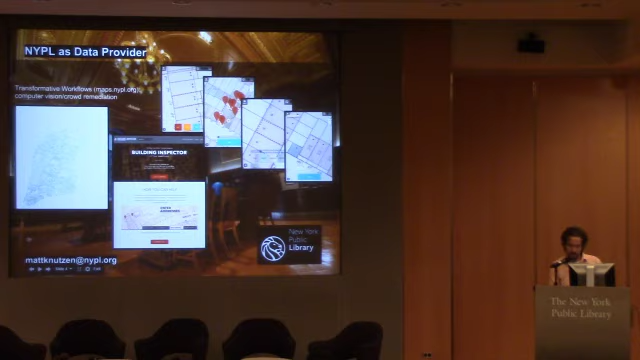 NYPL as Data Provider
Transformative Workflows (maps.nypl.org)
computer vision/crowd remediation
BUILDING INSPECTOR
New York
Public
Library
mattknutzen@nypl.org
The New York
Public Library